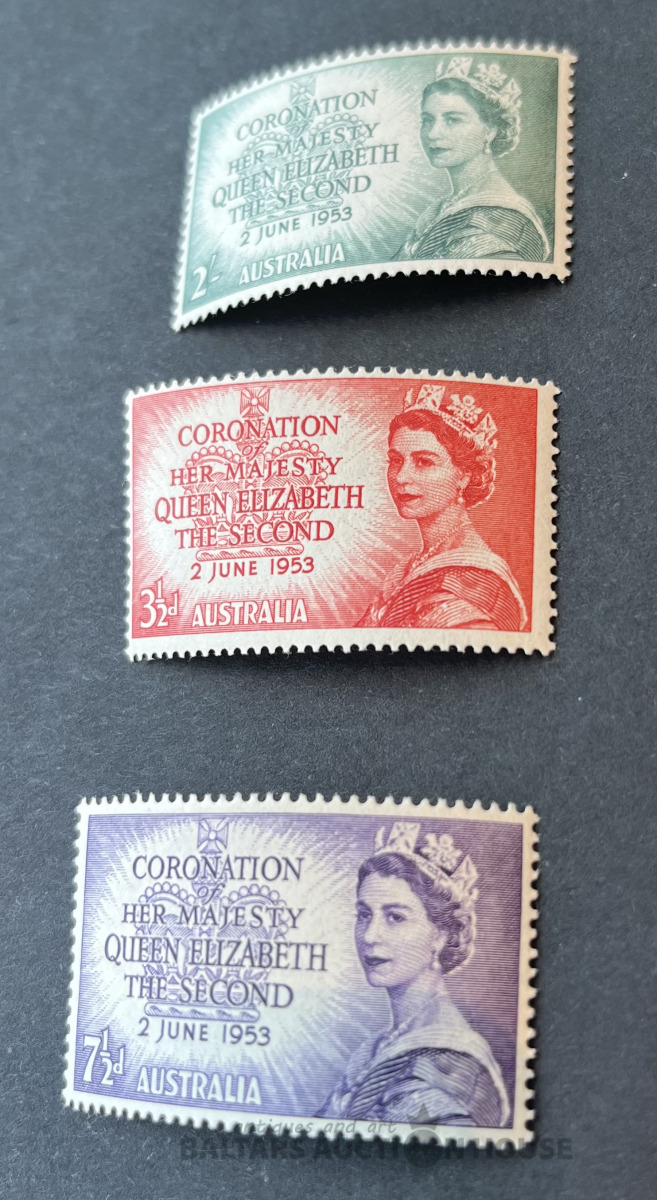 CORONATION
of
HER MAJESTY
QUEEN ELIZABETH
THE SECOND
2 JUNE 1953
2/- AUSTRALIA
CORONATION
of
HER MAJESTY
QUEEN ELIZABETH
THE SECOND
2 JUNE 1953
3½d AUSTRALIA
CORONATION
of
HER MAJESTY
QUEEN ELIZABETH
THE SECOND
2 JUNE 1953
7½d AUSTRALIA
antiques and art
BALTARS AUCTION HOUSE